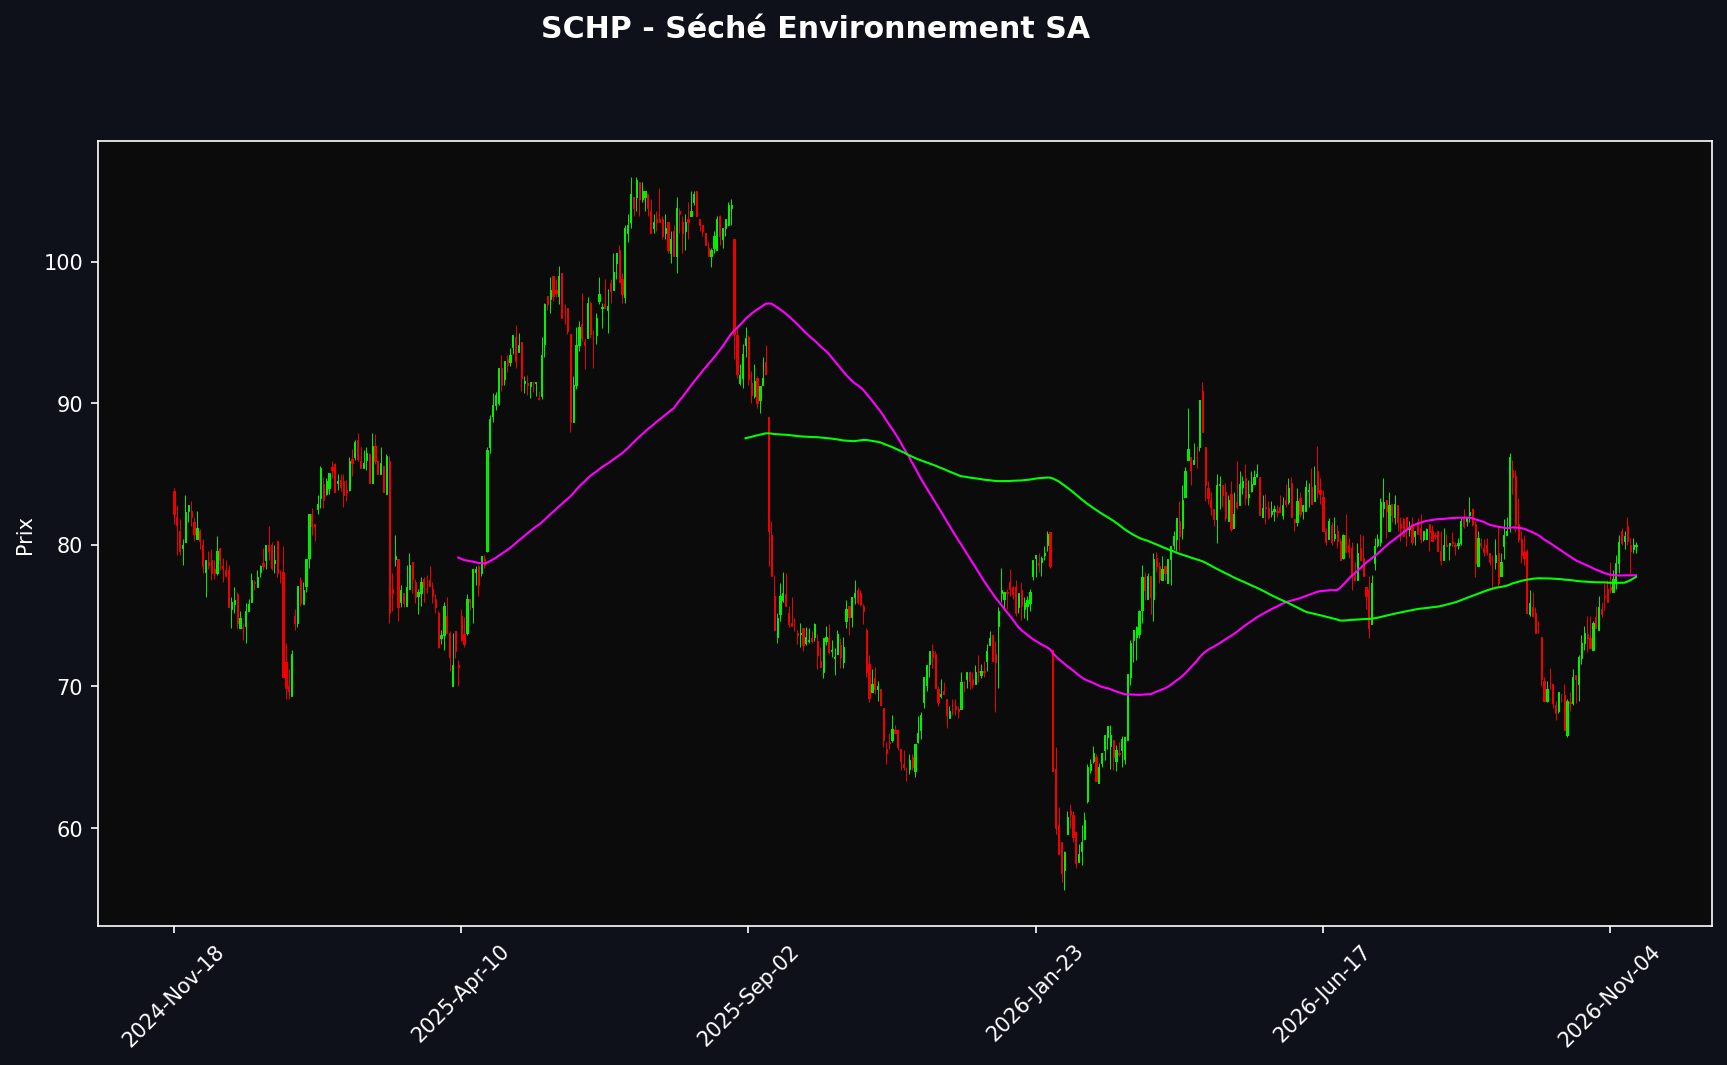 SCHP - Séché Environnement SA
Prix
100
90
80
70
60
2024-Nov-18
2025-Apr-10
2025-Sep-02
2026-Jan-23
2026-Jun-17
2026-Nov-04